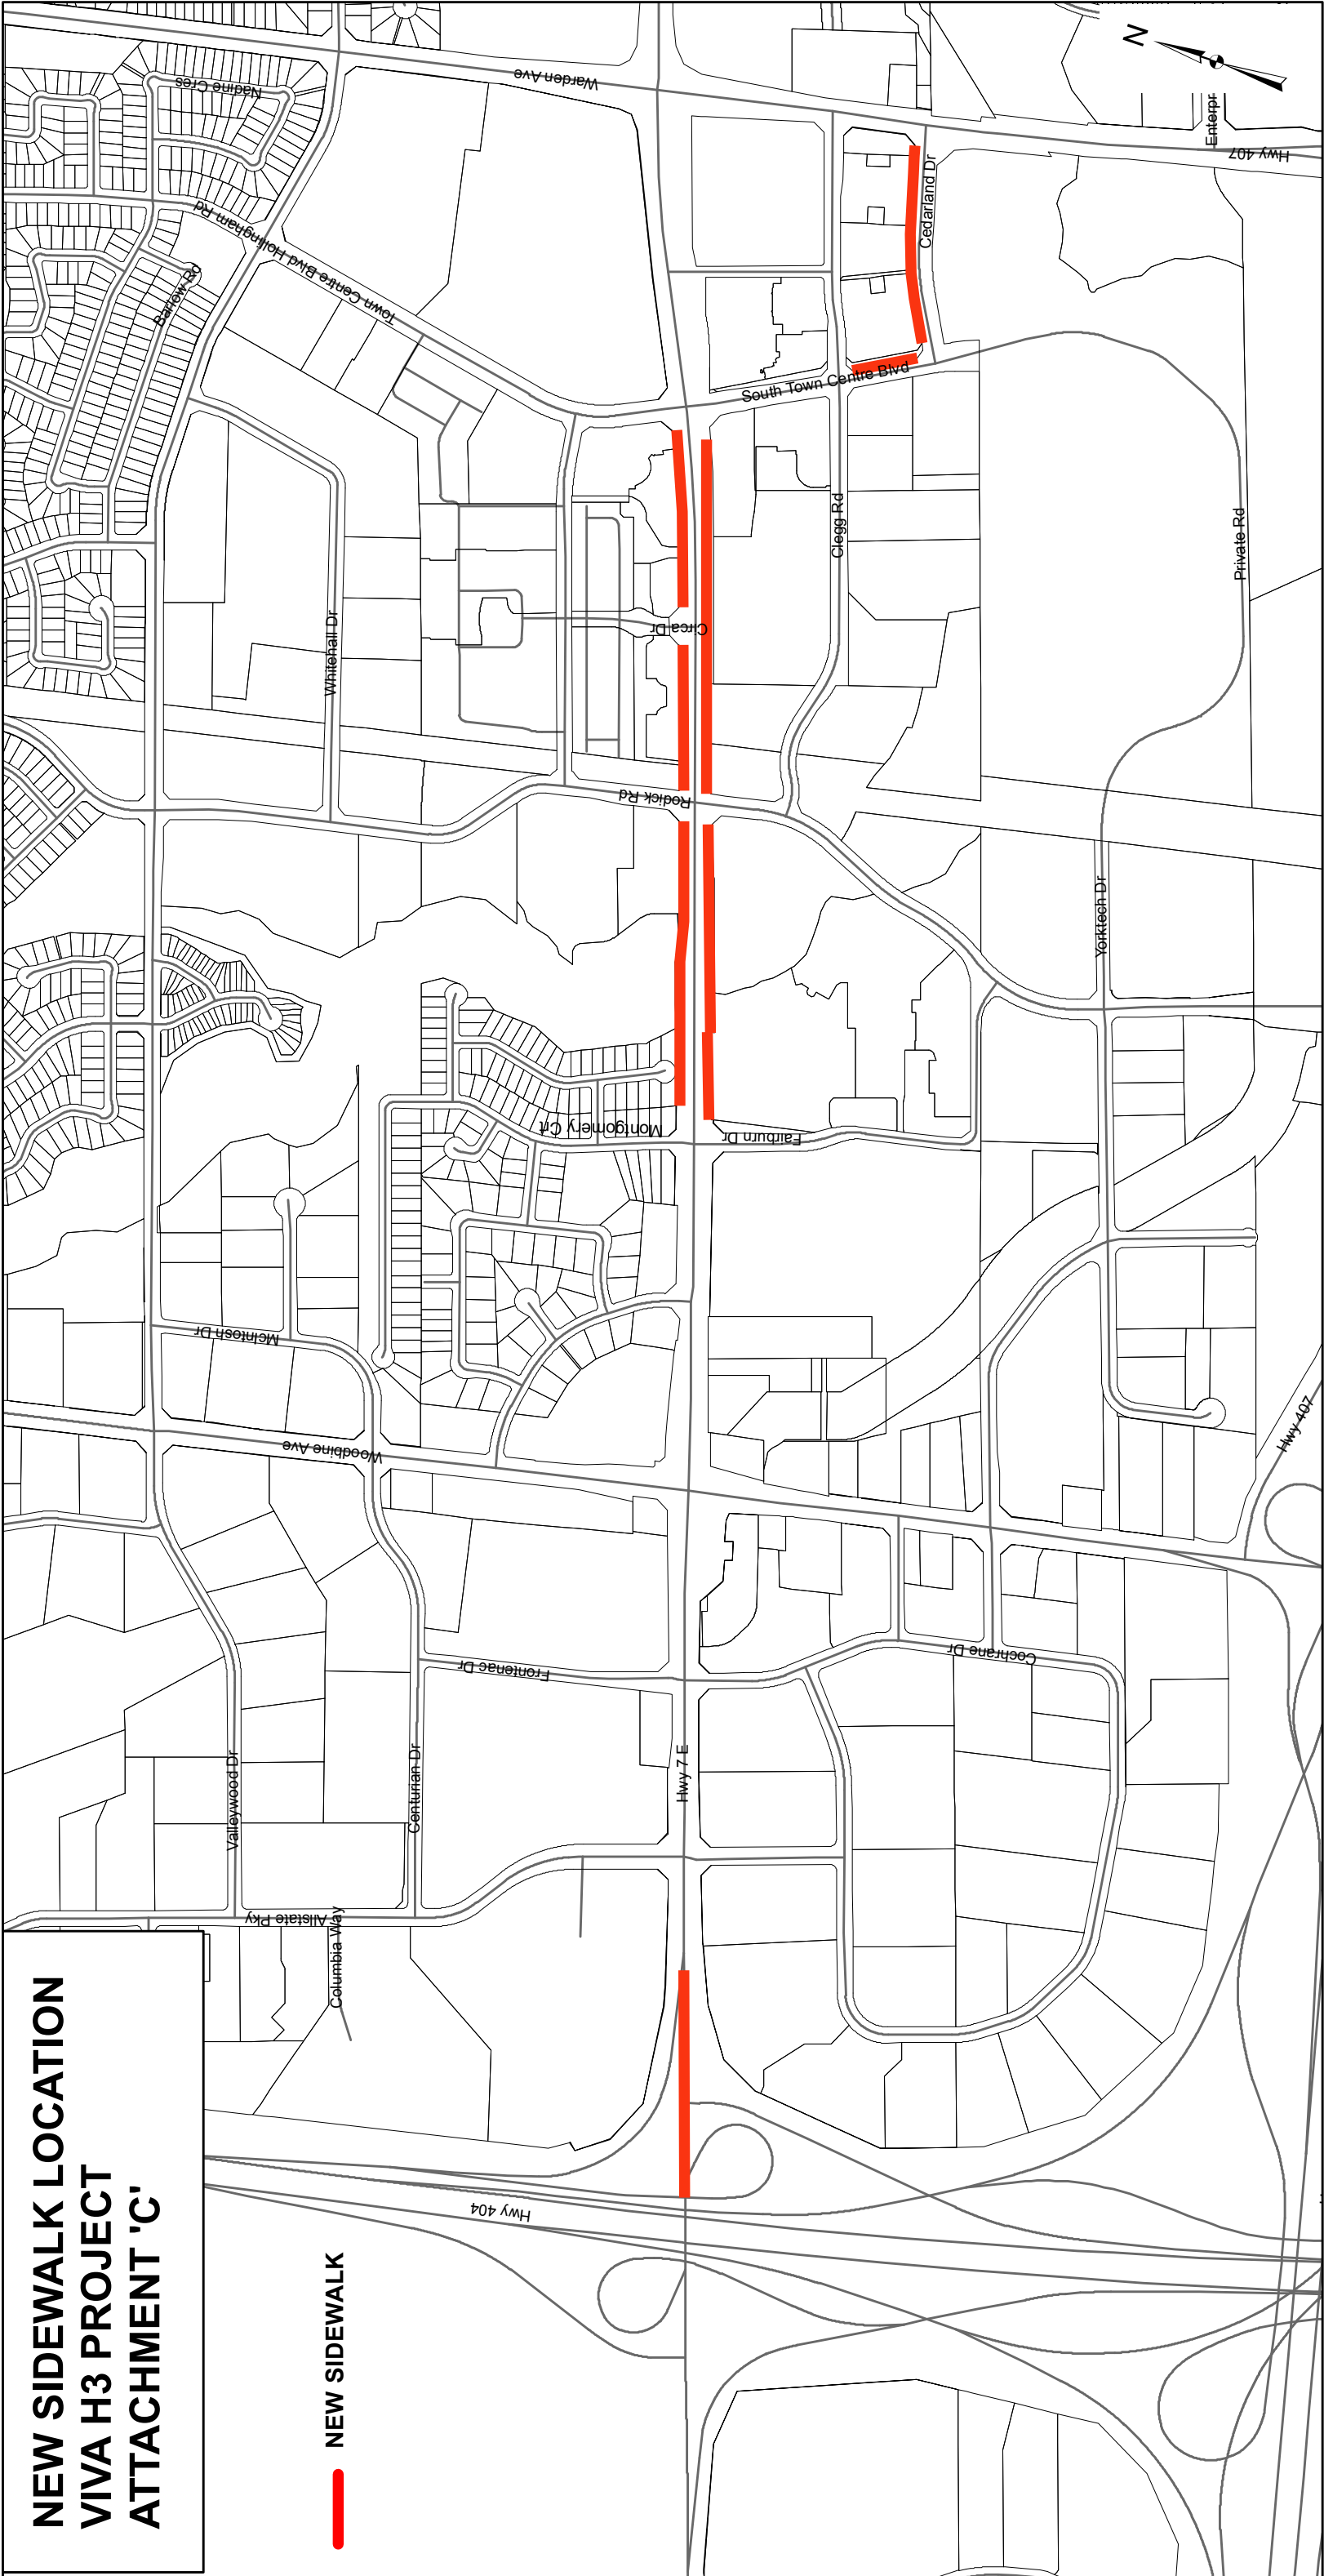 NEW SIDEWALK LOCATION
VIVA H3 PROJECT
ATTACHMENT 'C'
NEW SIDEWALK
N
Hwy 404
Columbia Way
Allstate Pky
Valleywood Dr
Centurian Dr
Frontenac Dr
Hwy 7 E
Cochrane Dr
Woodbine Ave
McIntosh Dr
Hwy 407
Montgomery Crt
Fairburn Dr
Yorktech Dr
Rodick Rd
Whitehall Dr
Circa Dr
Clegg Rd
Private Rd
South Town Centre Blvd
Barlow Rd
Town Centre Blvd
Hollingham Rd
Nadine Cres
Warden Ave
Cedarland Dr
Enterpr
Hwy 407